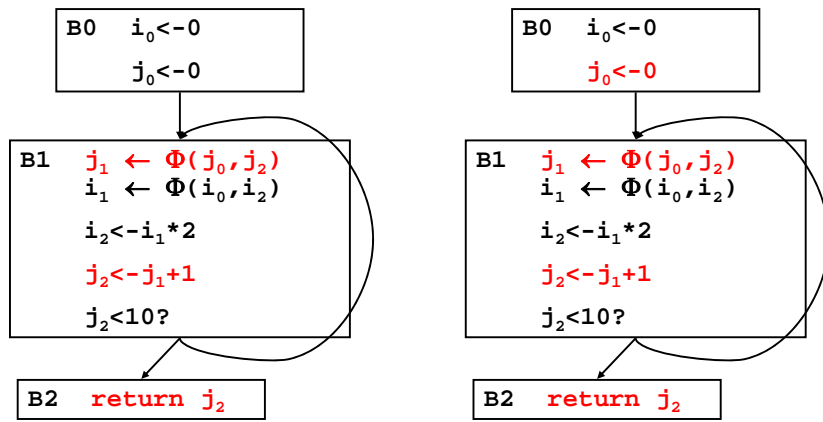 B0 i₀<-0
j₀<-0
B1 j₁ ← Φ(j₀,j₂)
i₁ ← Φ(i₀,i₂)
i₂<-i₁*2
j₂<-j₁+1
j₂<10?
B2 return j₂
B0 i₀<-0
j₀<-0
B1 j₁ ← Φ(j₀,j₂)
i₁ ← Φ(i₀,i₂)
i₂<-i₁*2
j₂<-j₁+1
j₂<10?
B2 return j₂